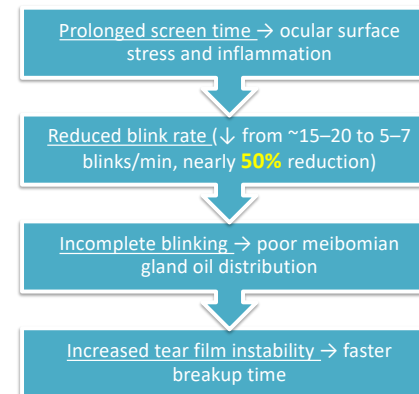 Prolonged screen time → ocular surface
stress and inflammation
Reduced blink rate (↓ from ~15–20 to 5–7
blinks/min, nearly 50% reduction)
Incomplete blinking → poor meibomian
gland oil distribution
Increased tear film instability → faster
breakup time